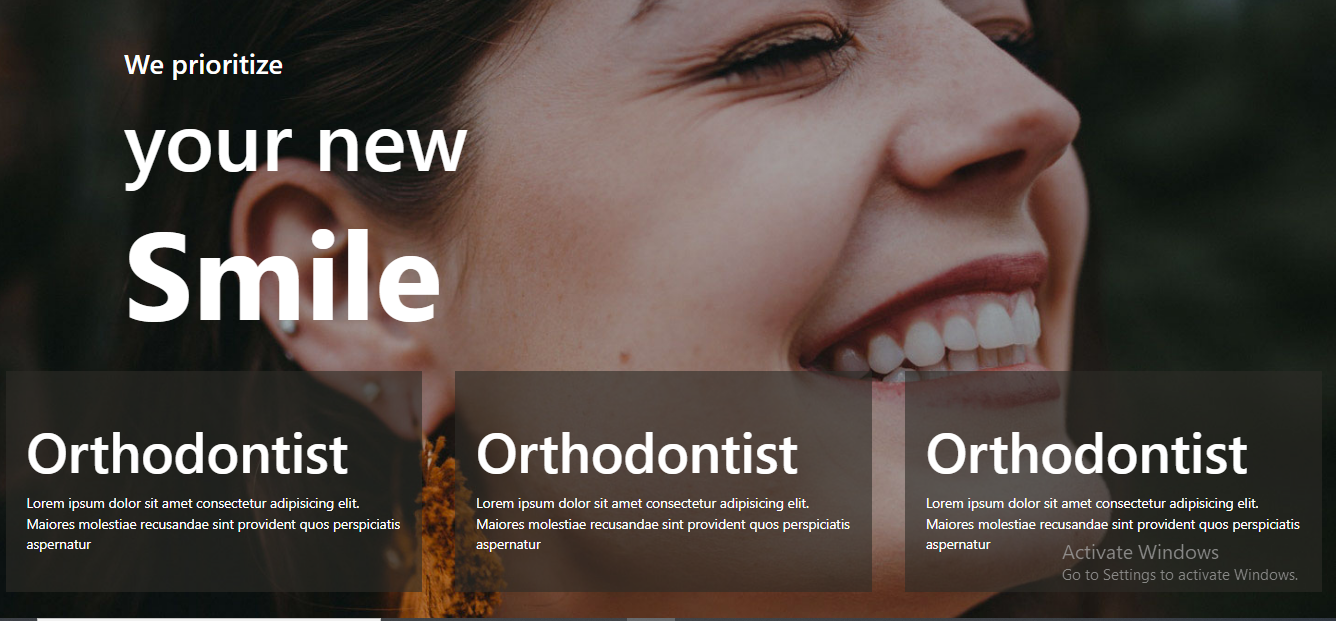 We prioritize
your new
Smile
Orthodontist
Lorem ipsum dolor sit amet consectetur adipisicing elit.
Maiores molestiae recusandae sint provident quos perspiciatis
aspernatur
Orthodontist
Lorem ipsum dolor sit amet consectetur adipisicing elit.
Maiores molestiae recusandae sint provident quos perspiciatis
aspernatur
Orthodontist
Lorem ipsum dolor sit amet consectetur adipisicing elit.
Maiores molestiae recusandae sint provident quos perspiciatis
aspernatur
Activate Windows
Go to Settings to activate Windows.